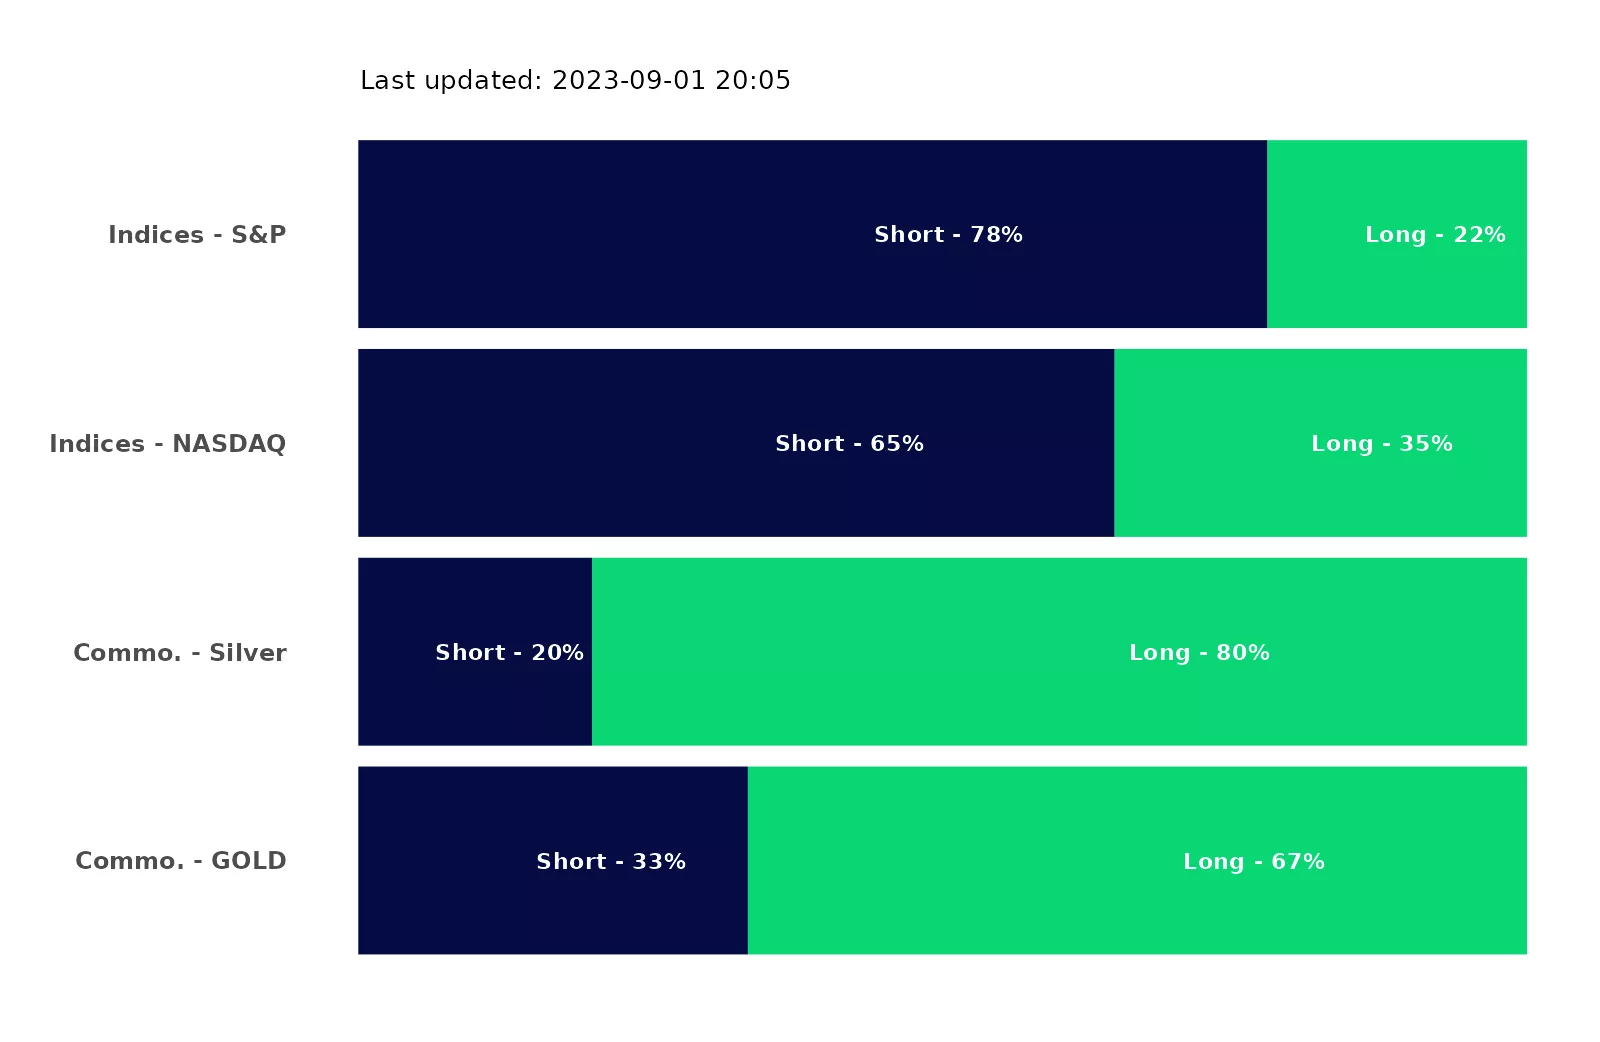 Last updated: 2023-09-01 20:05
Indices - S&P
Short - 78%
Long - 22%
Indices - NASDAQ
Short - 65%
Long - 35%
Commo. - Silver
Short - 20%
Long - 80%
Commo. - GOLD
Short - 33%
Long - 67%